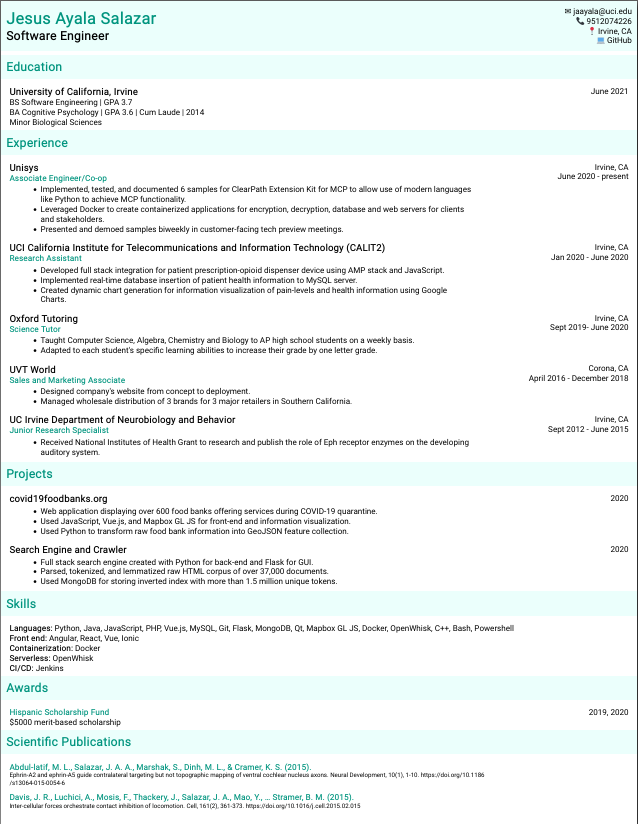 Jesus Ayala Salazar
Software Engineer
✉ jaayala@uci.edu
📞 9512074226
📍 Irvine, CA
💻 GitHub
Education
University of California, Irvine
June 2021
BS Software Engineering | GPA 3.7
BA Cognitive Psychology | GPA 3.6 | Cum Laude | 2014
Minor Biological Sciences
Experience
Unisys
Irvine, CA
Associate Engineer/Co-op
June 2020 - present
• Implemented, tested, and documented 6 samples for ClearPath Extension Kit for MCP to allow use of modern languages
like Python to achieve MCP functionality.
• Leveraged Docker to create containerized applications for encryption, decryption, database and web servers for clients
and stakeholders.
• Presented and demoed samples biweekly in customer-facing tech preview meetings.
UCI California Institute for Telecommunications and Information Technology (CALIT2)
Irvine, CA
Research Assistant
Jan 2020 - June 2020
• Developed full stack integration for patient prescription-opioid dispenser device using AMP stack and JavaScript.
• Implemented real-time database insertion of patient health information to MySQL server.
• Created dynamic chart generation for information visualization of pain-levels and health information using Google
Charts.
Oxford Tutoring
Irvine, CA
Science Tutor
Sept 2019- June 2020
• Taught Computer Science, Algebra, Chemistry and Biology to AP high school students on a weekly basis.
• Adapted to each student's specific learning abilities to increase their grade by one letter grade.
UVT World
Corona, CA
Sales and Marketing Associate
April 2016 - December 2018
• Designed company's website from concept to deployment.
• Managed wholesale distribution of 3 brands for 3 major retailers in Southern California.
UC Irvine Department of Neurobiology and Behavior
Irvine, CA
Junior Research Specialist
Sept 2012 - June 2015
• Received National Institutes of Health Grant to research and publish the role of Eph receptor enzymes on the developing
auditory system.
Projects
covid19foodbanks.org
2020
• Web application displaying over 600 food banks offering services during COVID-19 quarantine.
• Used JavaScript, Vue.js, and Mapbox GL JS for front-end and information visualization.
• Used Python to transform raw food bank information into GeoJSON feature collection.
Search Engine and Crawler
2020
• Full stack search engine created with Python for back-end and Flask for GUI.
• Parsed, tokenized, and lemmatized raw HTML corpus of over 37,000 documents.
• Used MongoDB for storing inverted index with more than 1.5 million unique tokens.
Skills
Languages: Python, Java, JavaScript, PHP, Vue.js, MySQL, Git, Flask, MongoDB, Qt, Mapbox GL JS, Docker, OpenWhisk, C++, Bash, Powershell
Front end: Angular, React, Vue, Ionic
Containerization: Docker
Serverless: OpenWhisk
CI/CD: Jenkins
Awards
Hispanic Scholarship Fund
2019, 2020
$5000 merit-based scholarship
Scientific Publications
Abdul-latif, M. L., Salazar, J. A. A., Marshak, S., Dinh, M. L., & Cramer, K. S. (2015).
Ephrin-A2 and ephrin-A5 guide contralateral targeting but not topographic mapping of ventral cochlear nucleus axons. Neural Development, 10(1), 1-10. https://doi.org/10.1186
/s13064-015-0054-6
Davis, J. R., Luchici, A., Mosis, F., Thackery, J., Salazar, J. A., Mao, Y., ... Stramer, B. M. (2015).
Inter-cellular forces orchestrate contact inhibition of locomotion. Cell, 161(2), 361-373. https://doi.org/10.1016/j.cell.2015.02.015